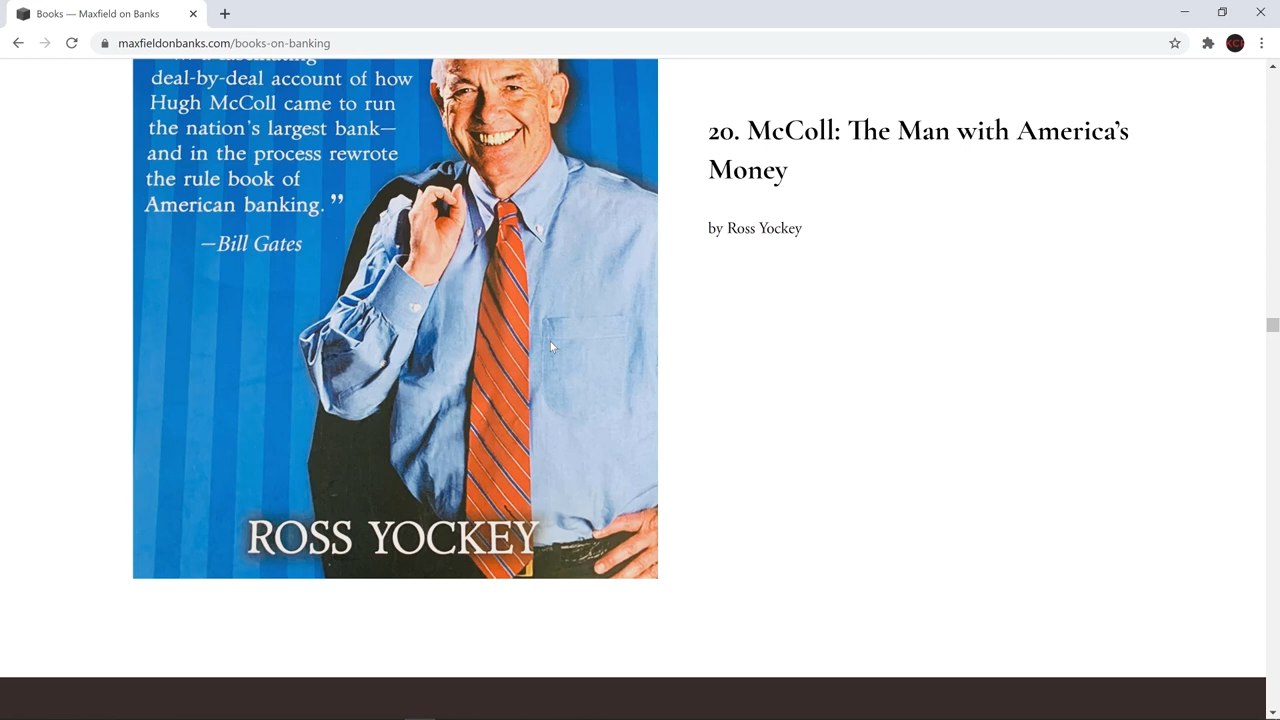 Books — Maxfield on Banks
maxfieldonbanks.com/books-on-banking
deal-by-deal account of how
Hugh McColl came to run
the nation's largest bank—
and in the process rewrote
the rule book of
American banking.”
—Bill Gates
ROSS YOCKEY
20. McColl: The Man with America’s
Money
by Ross Yockey